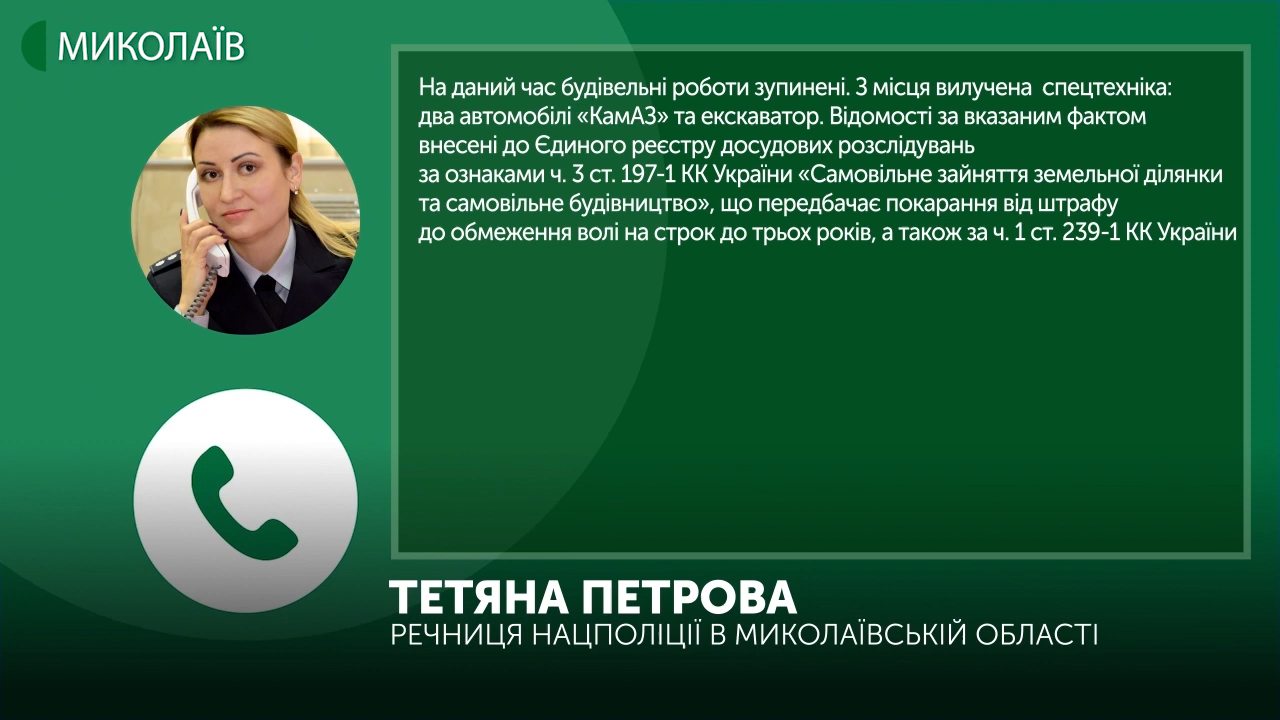 МИКОЛАЇВ
На даний час будівельні роботи зупинені. З місця вилучена спецтехніка:
два автомобілі «КамАЗ» та екскаватор. Відомості за вказаним фактом
внесені до Єдиного реєстру досудових розслідувань
за ознаками ч. 3 ст. 197-1 КК України «Самовільне зайняття земельної ділянки
та самовільне будівництво», що передбачає покарання від штрафу
до обмеження волі на строк до трьох років, а також за ч. 1 ст. 239-1 КК України
ТЕТЯНА ПЕТРОВА
РЕЧНИЦЯ НАЦПОЛІЦІЇ В МИКОЛАЇВСЬКІЙ ОБЛАСТІ